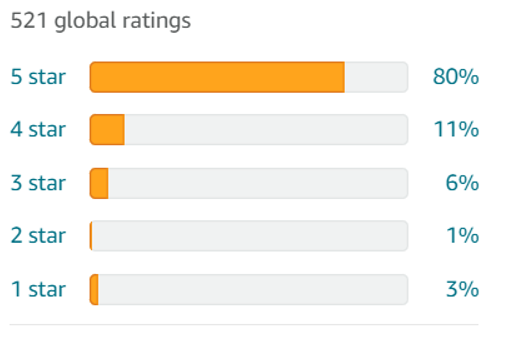 521 global ratings
5 star 80%
4 star 11%
3 star 6%
2 star 1%
1 star 3%